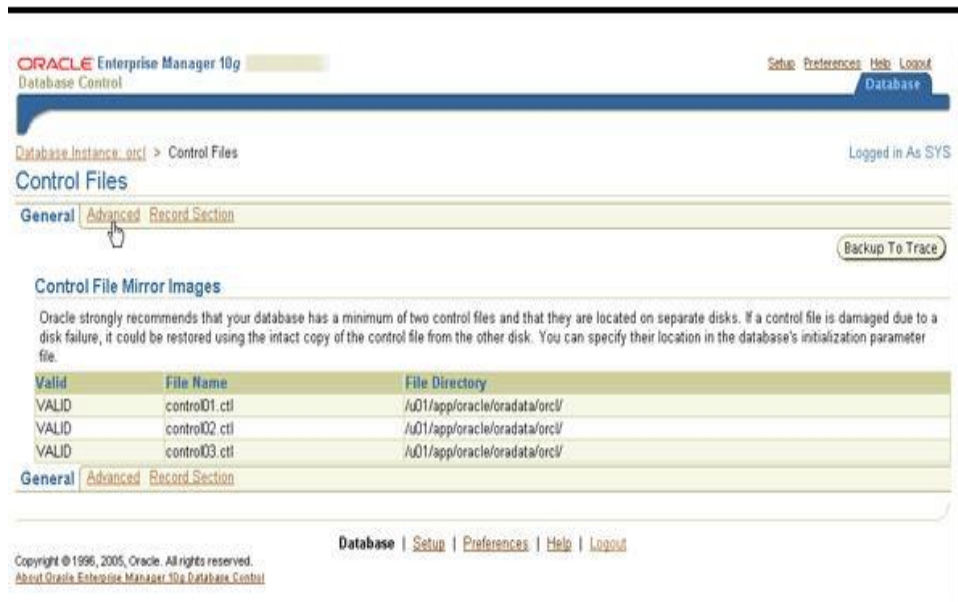 ORACLE Enterprise Manager 10g
Database Control
Setup Preferences Help Logout
Database
Database Instance: orcl > Control Files
Logged in As SYS
Control Files
General Advanced Record Section
Backup To Trace
Control File Mirror Images
Oracle strongly recommends that your database has a minimum of two control files and that they are located on separate disks. If a control file is damaged due to a
disk failure, it could be restored using the intact copy of the control file from the other disk. You can specify their location in the database's initialization parameter
file.
Valid File Name File Directory
VALID control01.ctl /u01/app/oracle/oradata/orcl/
VALID control02.ctl /u01/app/oracle/oradata/orcl/
VALID control03.ctl /u01/app/oracle/oradata/orcl/
General Advanced Record Section
Database | Setup | Preferences | Help | Logout
Copyright © 1996, 2005, Oracle. All rights reserved.
About Oracle Enterprise Manager 10g Database Control